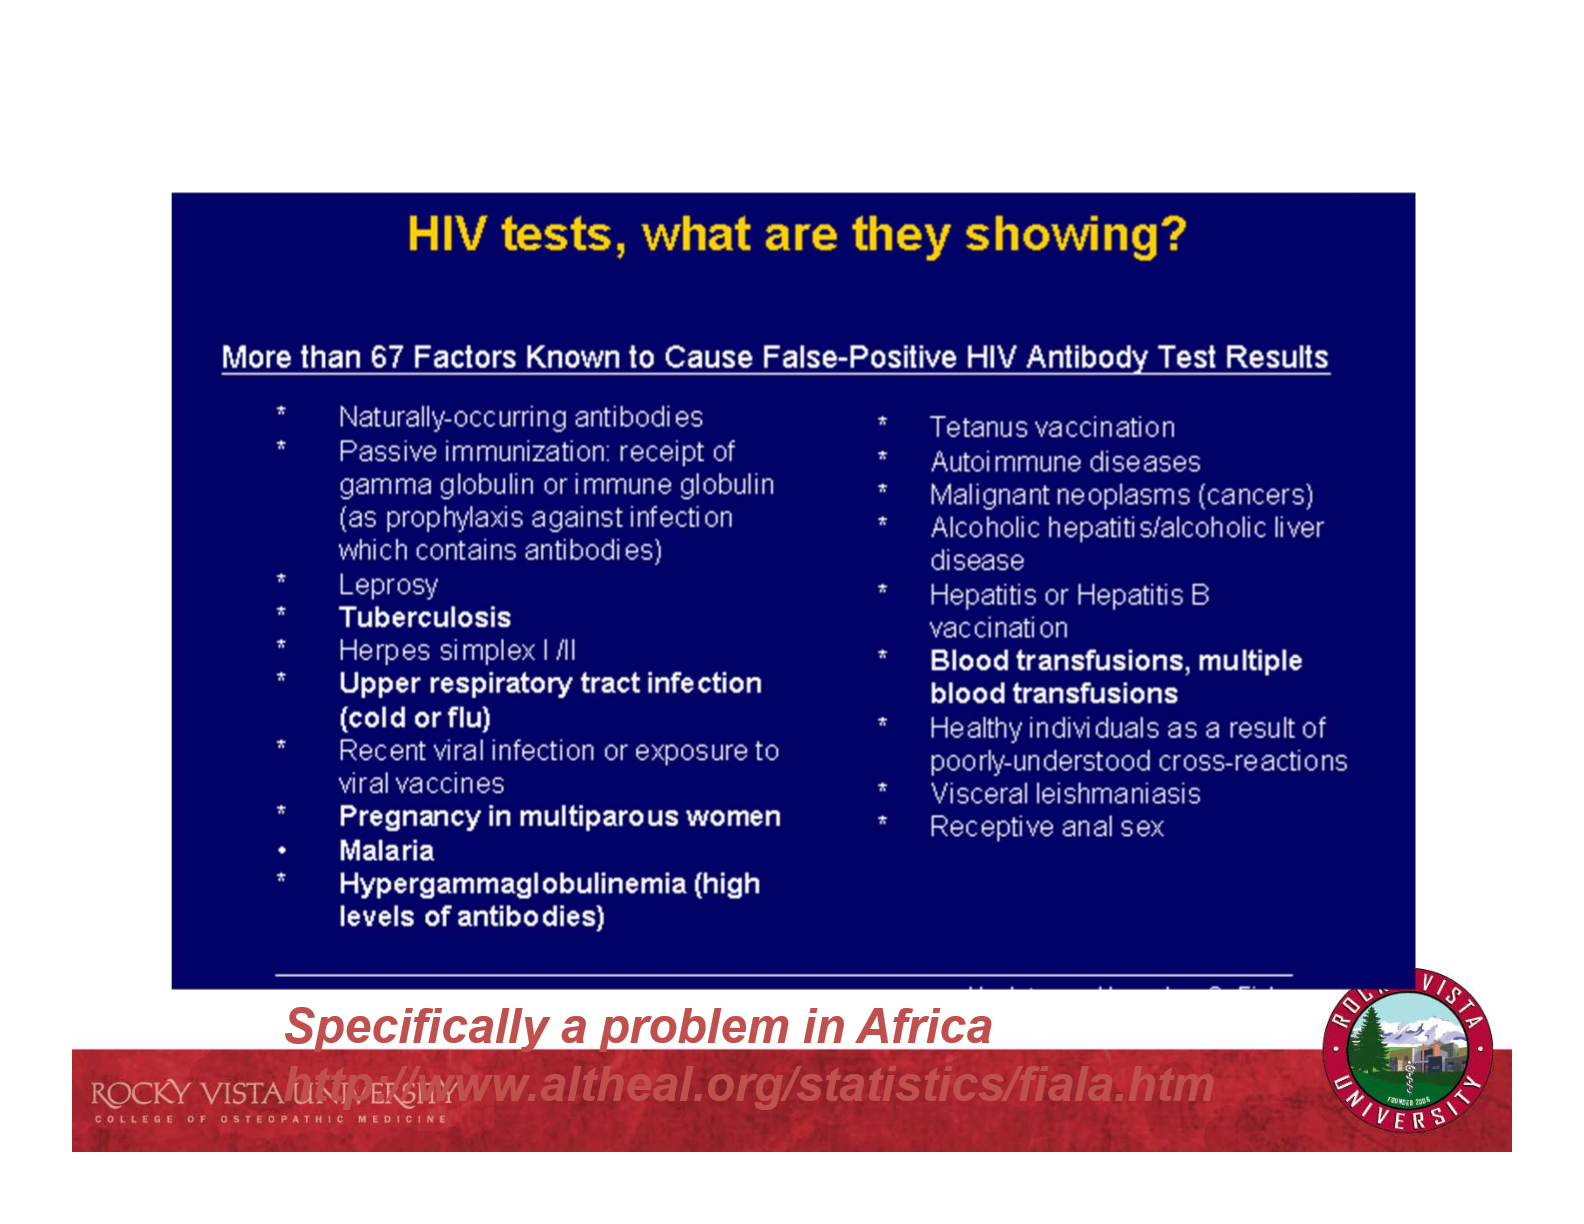 HIV tests, what are they showing?
More than 67 Factors Known to Cause False-Positive HIV Antibody Test Results
* Naturally-occurring antibodies
* Passive immunization: receipt of
gamma globulin or immune globulin
(as prophylaxis against infection
which contains antibodies)
* Leprosy
* Tuberculosis
* Herpes simplex I /II
* Upper respiratory tract infection
(cold or flu)
* Recent viral infection or exposure to
viral vaccines
* Pregnancy in multiparous women
• Malaria
* Hypergammaglobulinemia (high
levels of antibodies)
* Tetanus vaccination
* Autoimmune diseases
* Malignant neoplasms (cancers)
* Alcoholic hepatitis/alcoholic liver
disease
* Hepatitis or Hepatitis B
vaccination
* Blood transfusions, multiple
blood transfusions
* Healthy individuals as a result of
poorly-understood cross-reactions
* Visceral leishmaniasis
* Receptive anal sex
Specifically a problem in Africa
http://www.altheal.org/statistics/fiala.htm
ROCKY VISTA UNIVERSITY
COLLEGE OF OSTEOPATHIC MEDICINE
ROCKY VISTA
UNIVERSITY
FOUNDED 2006